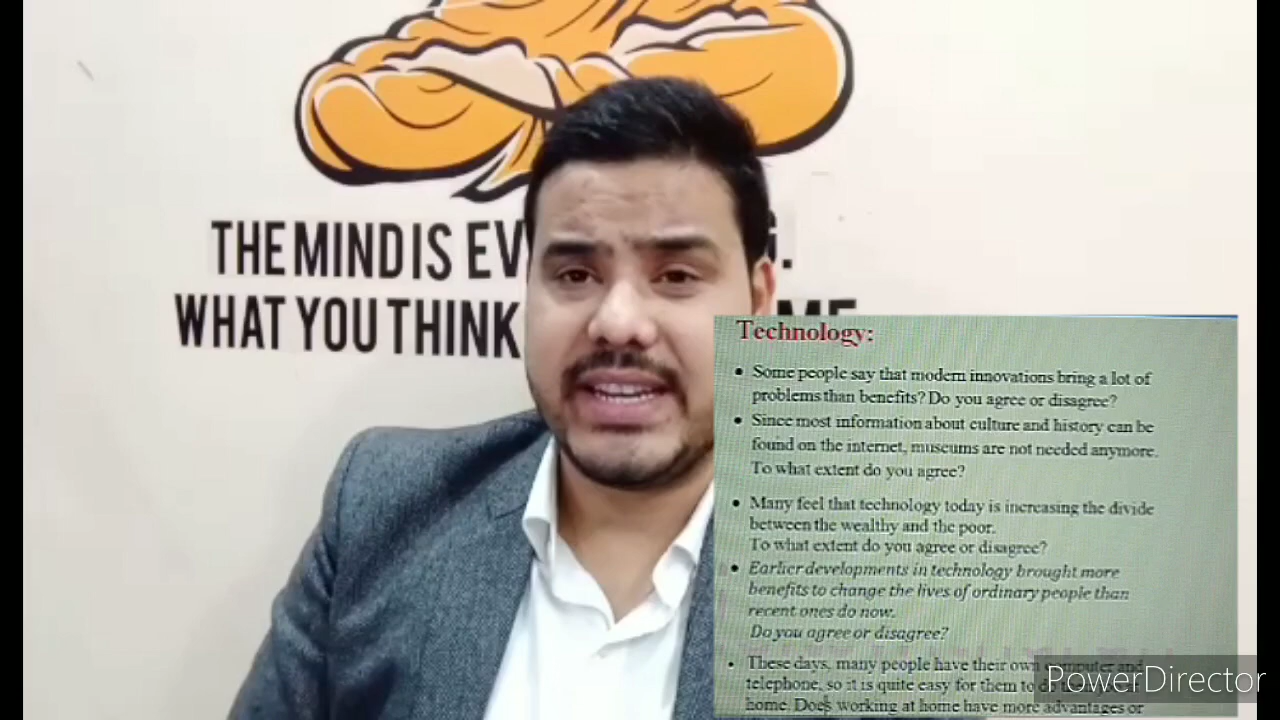 THE MIND IS EV G.
WHAT YOU THINK OME
Technology:
• Some people say that modern innovations bring a lot of
problems than benefits? Do you agree or disagree?
• Since most information about culture and history can be
found on the internet, museums are not needed anymore.
To what extent do you agree?
• Many feel that technology today is increasing the divide
between the wealthy and the poor.
To what extent do you agree or disagree?
• Earlier developments in technology brought more
benefits to change the lives of ordinary people than
recent ones do now.
Do you agree or disagree?
• These days, many people have their own computer and
telephone, so it is quite easy for them to do
home. Does working at home have more advantages or
PowerDirector